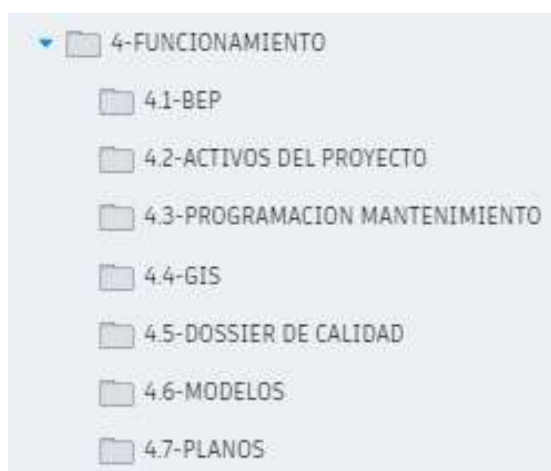 4-FUNCIONAMIENTO
4.1-BEP
4.2-ACTIVOS DEL PROYECTO
4.3-PROGRAMACION MANTENIMIENTO
4.4-GIS
4.5-DOSSIER DE CALIDAD
4.6-MODELOS
4.7-PLANOS